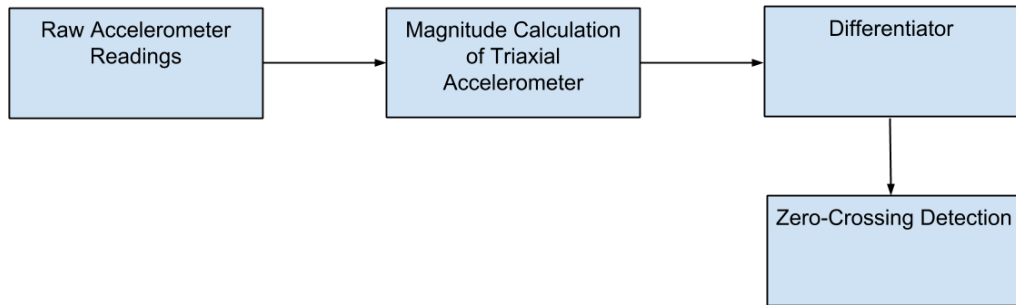 Raw Accelerometer
Readings
Magnitude Calculation
of Triaxial
Accelerometer
Differentiator
Zero-Crossing Detection